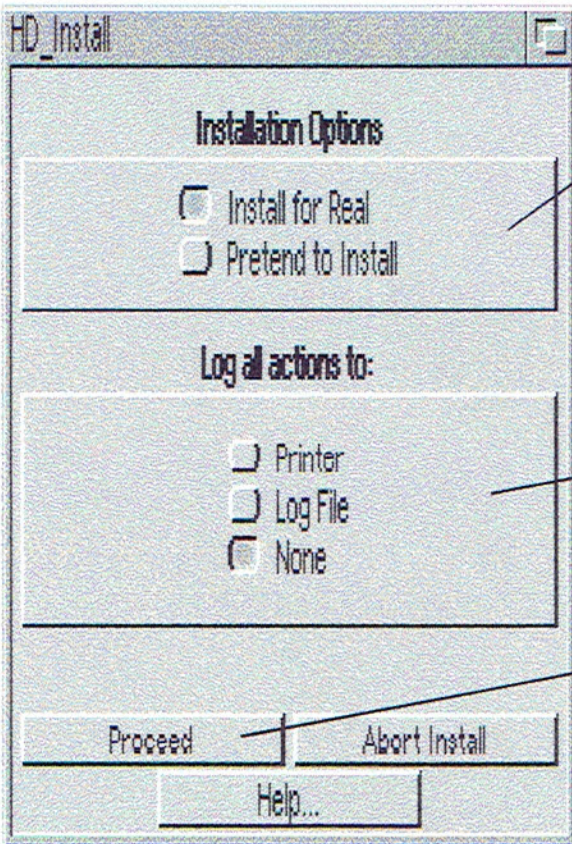 HD_Install
Installation Options
Install for Real
Pretend to Install
Log all actions to:
Printer
Log File
None
Proceed
Abort Install
Help...